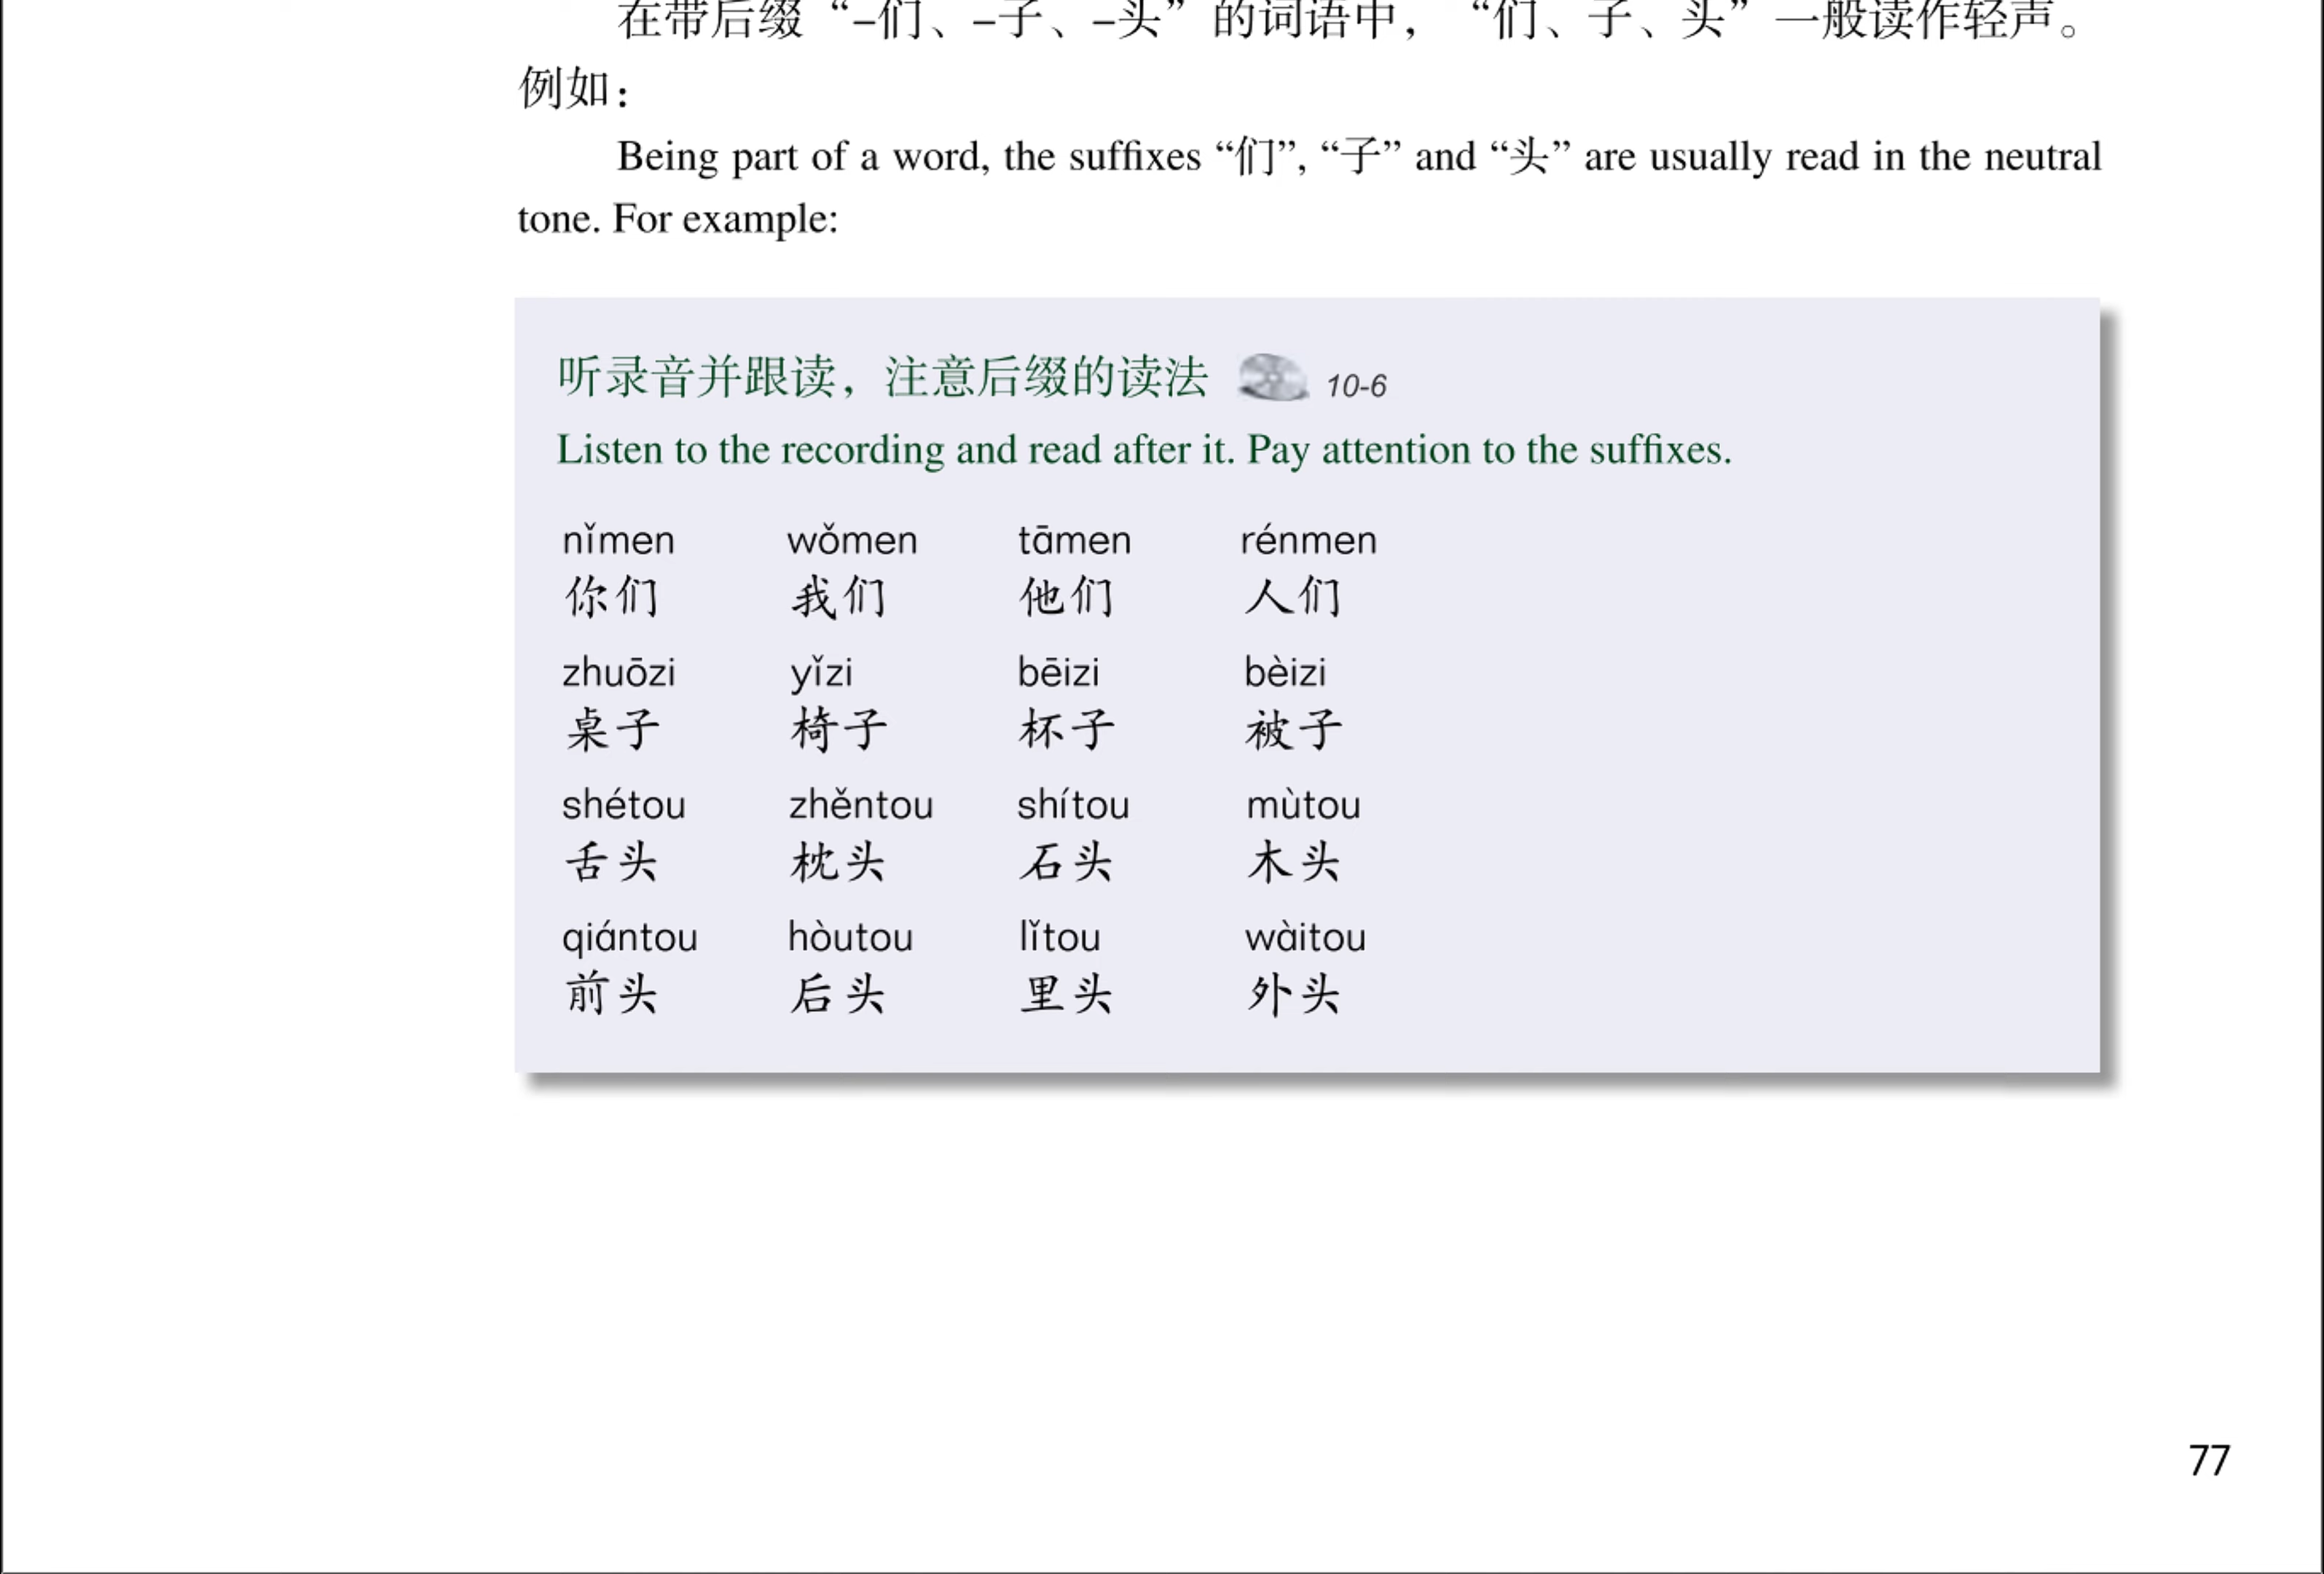 在带后缀“–们、–子、–头”的词语中，“们、子、头”一般读作轻声。
例如：
Being part of a word, the suffixes “们”, “子” and “头” are usually read in the neutral
tone. For example:
听录音并跟读，注意后缀的读法 10-6
Listen to the recording and read after it. Pay attention to the suffixes.
nǐmen wǒmen tāmen rénmen
你们 我们 他们 人们
zhuōzi yǐzi bēizi bèizi
桌子 椅子 杯子 被子
shétou zhěntou shítou mùtou
舌头 枕头 石头 木头
qiántou hòutou lǐtou wàitou
前头 后头 里头 外头
77